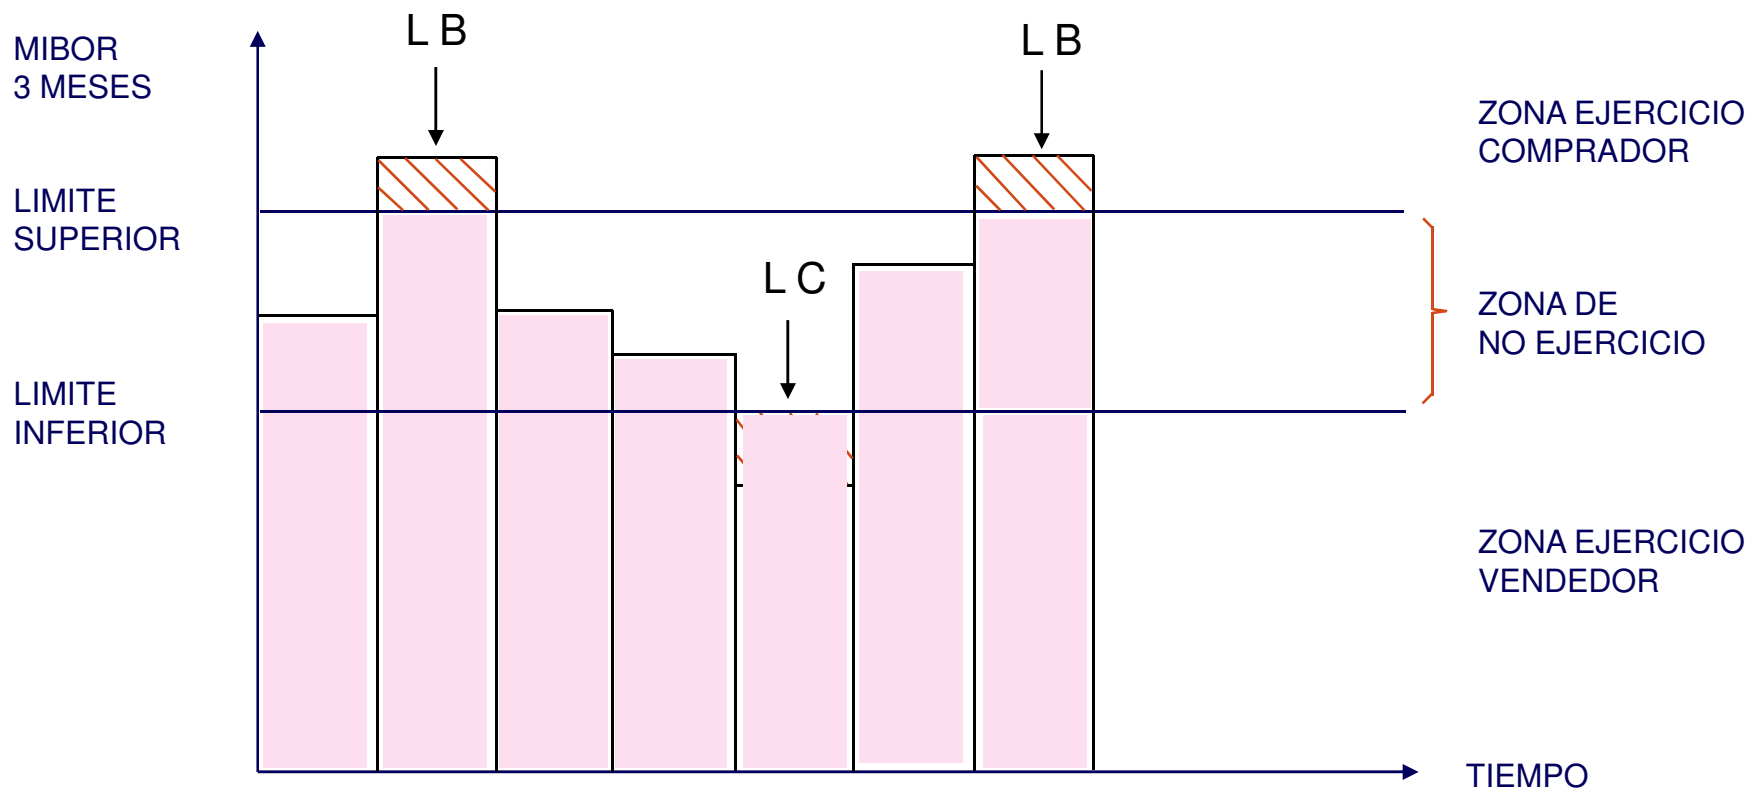 MIBOR
3 MESES
L B
L B
ZONA EJERCICIO
COMPRADOR
LIMITE
SUPERIOR
L C
ZONA DE
NO EJERCICIO
LIMITE
INFERIOR
ZONA EJERCICIO
VENDEDOR
TIEMPO